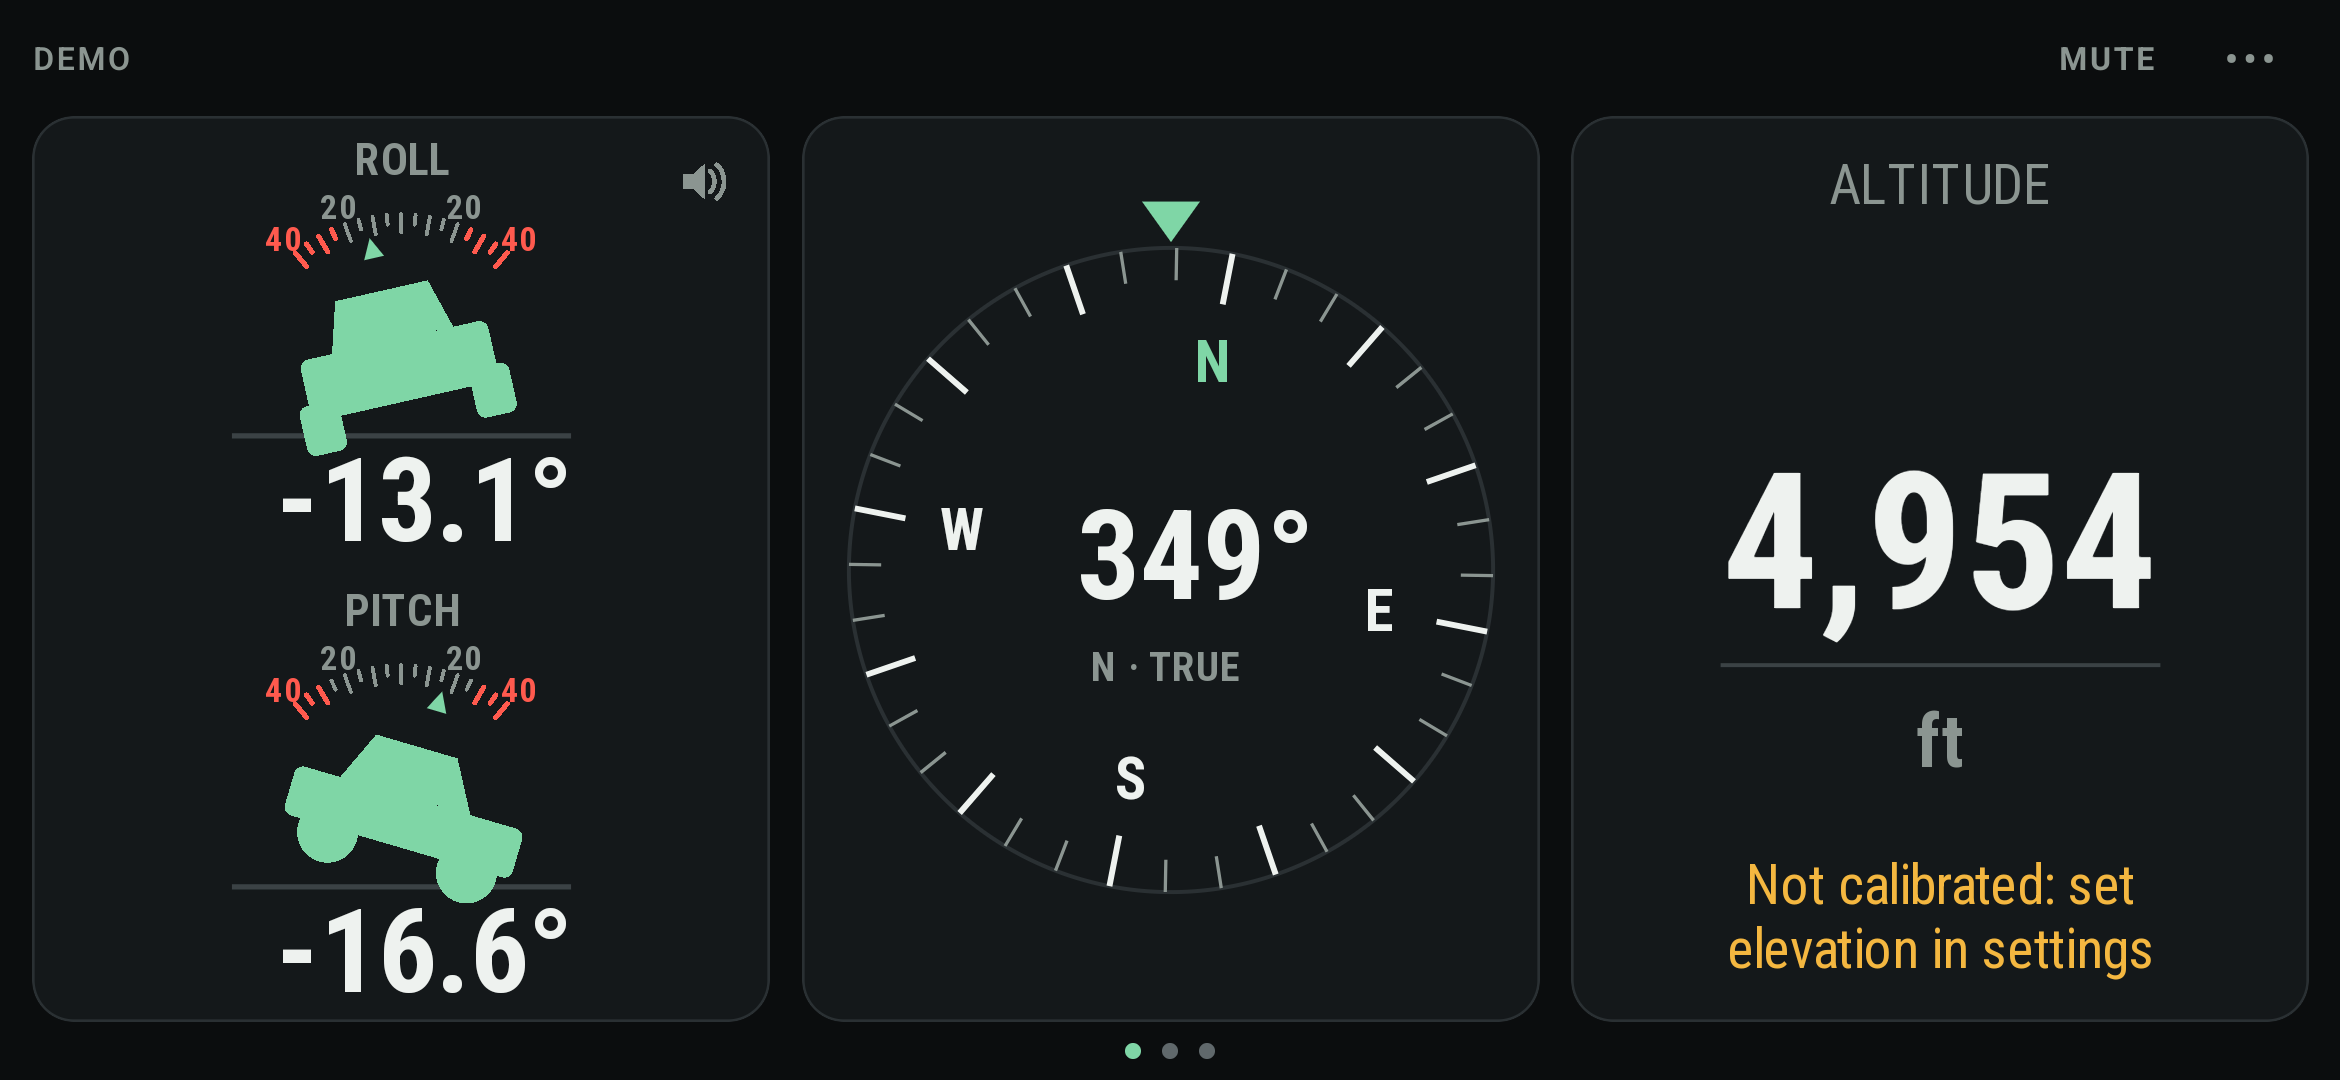 DEMO
MUTE
ROLL
20 20
40 40
-13.1°
PITCH
20 20
40 40
-16.6°
N
W
349°
E
N · TRUE
S
ALTITUDE
4,954
ft
Not calibrated: set
elevation in settings